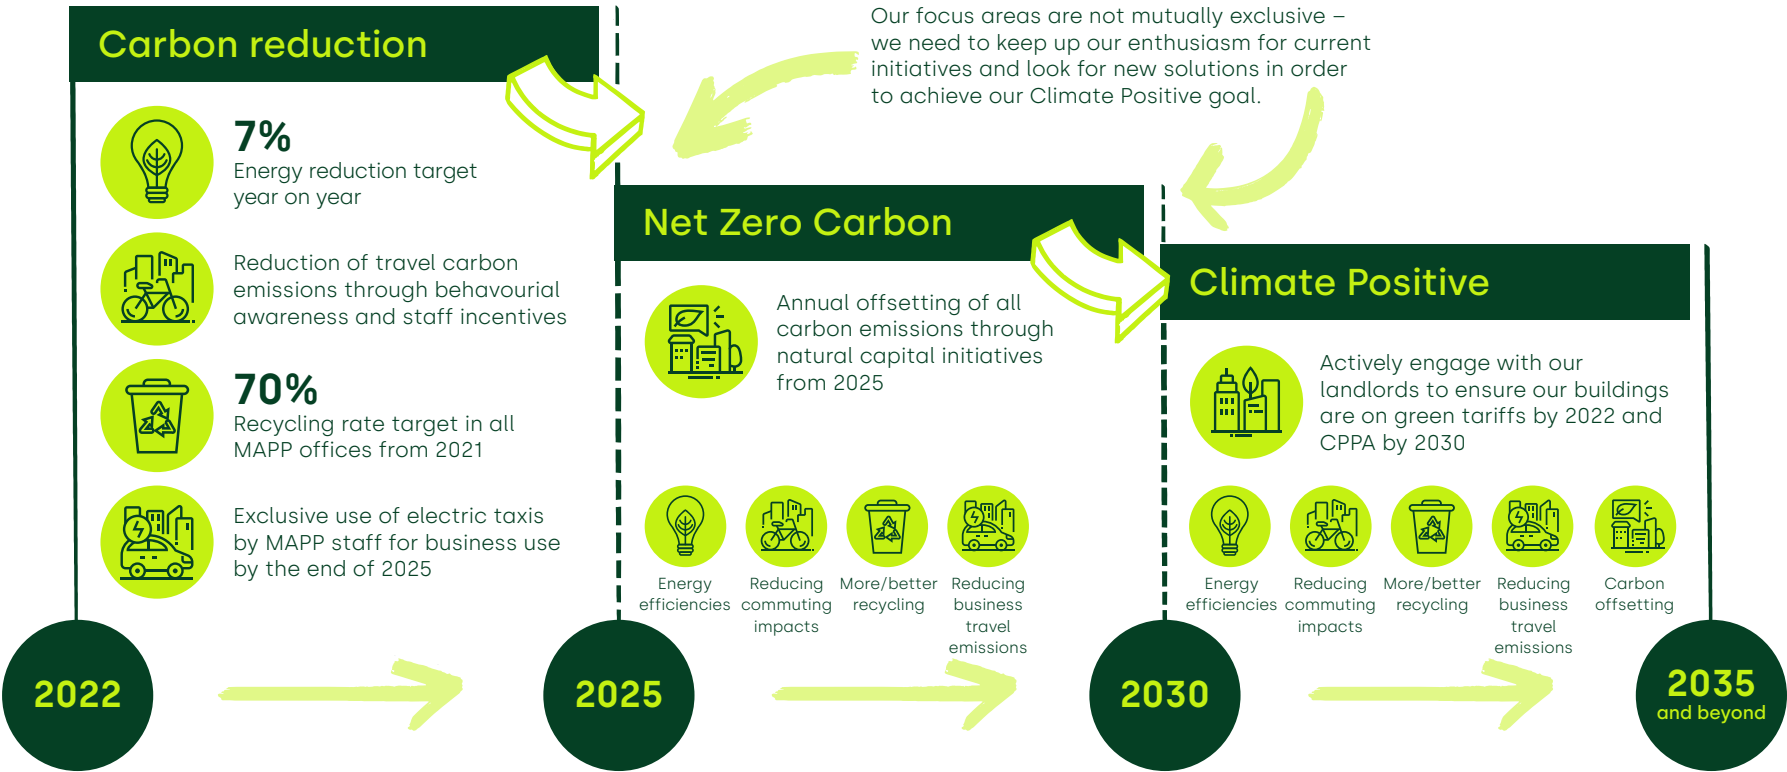 Carbon reduction
7%
Energy reduction target
year on year
Reduction of travel carbon
emissions through behavourial
awareness and staff incentives
70%
Recycling rate target in all
MAPP offices from 2021
Exclusive use of electric taxis
by MAPP staff for business use
by the end of 2025
Our focus areas are not mutually exclusive –
we need to keep up our enthusiasm for current
initiatives and look for new solutions in order
to achieve our Climate Positive goal.
Net Zero Carbon
Annual offsetting of all
carbon emissions through
natural capital initiatives
from 2025
Energy
efficiencies
Reducing
commuting
impacts
More/better
recycling
Reducing
business
travel
emissions
Climate Positive
Actively engage with our
landlords to ensure our buildings
are on green tariffs by 2022 and
CPPA by 2030
Energy
efficiencies
Reducing
commuting
impacts
More/better
recycling
Reducing
business
travel
emissions
Carbon
offsetting
2022
2025
2030
2035
and beyond